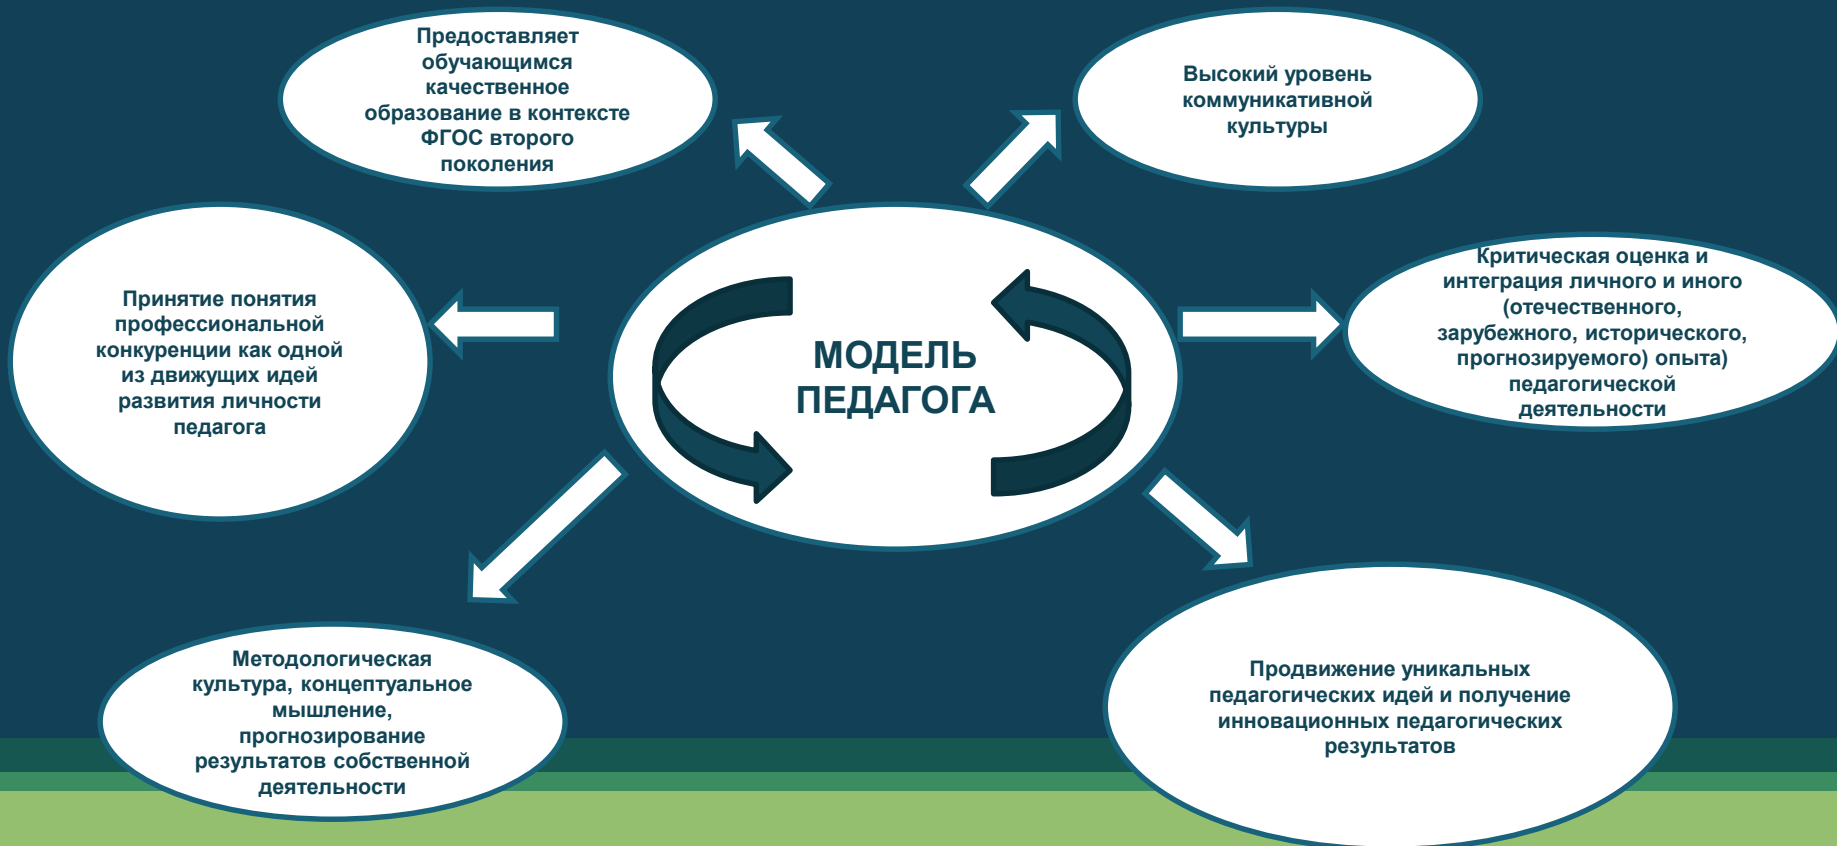 Предоставляет
обучающимся
качественное
образование в контексте
ФГОС второго
поколения
Высокий уровень
коммуникативной
культуры
Принятие понятия
профессиональной
конкуренции как одной
из движущих идей
развития личности
педагога
МОДЕЛЬ
ПЕДАГОГА
Критическая оценка и
интеграция личного и иного
(отечественного,
зарубежного, исторического,
прогнозируемого) опыта)
педагогической
деятельности
Методологическая
культура, концептуальное
мышление,
прогнозирование
результатов собственной
деятельности
Продвижение уникальных
педагогических идей и получение
инновационных педагогических
результатов